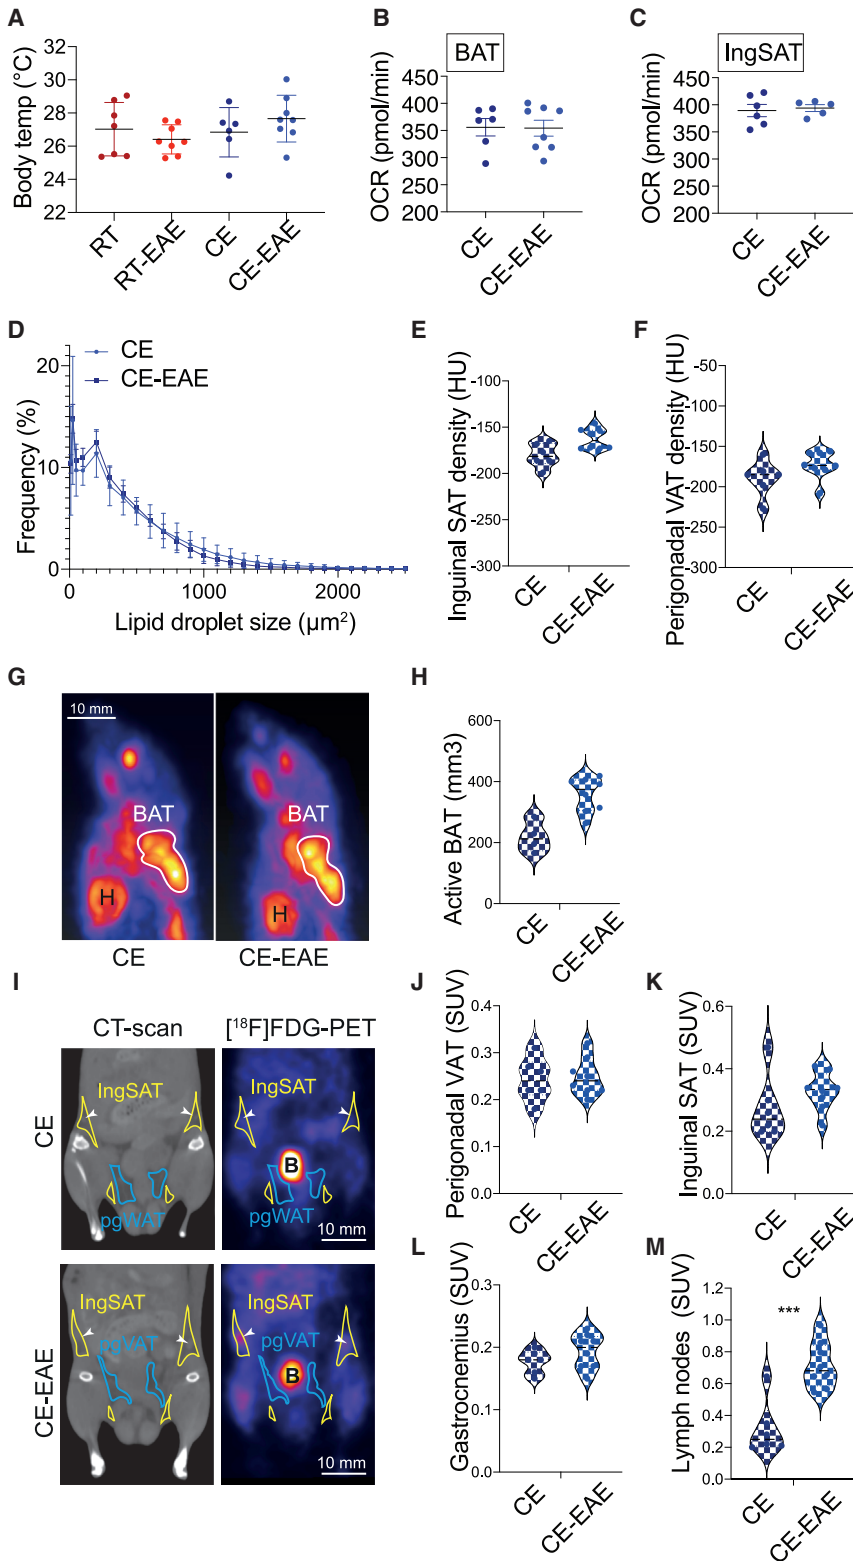 A
Body temp (°C)
32
30
28
26
24
22
RT
RT-EAE
CE
CE-EAE
B
BAT
OCR (pmol/min)
450
400
350
300
250
200
CE
CE-EAE
C
IngSAT
OCR (pmol/min)
450
400
350
300
250
200
CE
CE-EAE
D
CE
CE-EAE
Frequency (%)
20
10
0
0
1000
2000
Lipid droplet size (µm²)
E
Inguinal SAT density (HU)
-100
-150
-200
-250
-300
CE
CE-EAE
F
Perigonadal VAT density (HU)
-50
-100
-150
-200
-250
-300
CE
CE-EAE
G
10 mm
BAT
H
CE
BAT
H
CE-EAE
H
Active BAT (mm3)
600
400
200
0
CE
CE-EAE
I
CT-scan
[¹⁸F]FDG-PET
CE
IngSAT
pgWAT
IngSAT
B
pgWAT
10 mm
CE-EAE
IngSAT
pgVAT
IngSAT
pgVAT
B
10 mm
J
Perigonadal VAT (SUV)
0.4
0.3
0.2
0.1
0.0
CE
CE-EAE
K
Inguinal SAT (SUV)
0.6
0.4
0.2
0.0
CE
CE-EAE
L
Gastrocnemius (SUV)
0.3
0.2
0.1
0.0
CE
CE-EAE
M
Lymph nodes (SUV)
1.2
1.0
0.8
0.6
0.4
0.2
0.0
***
CE
CE-EAE